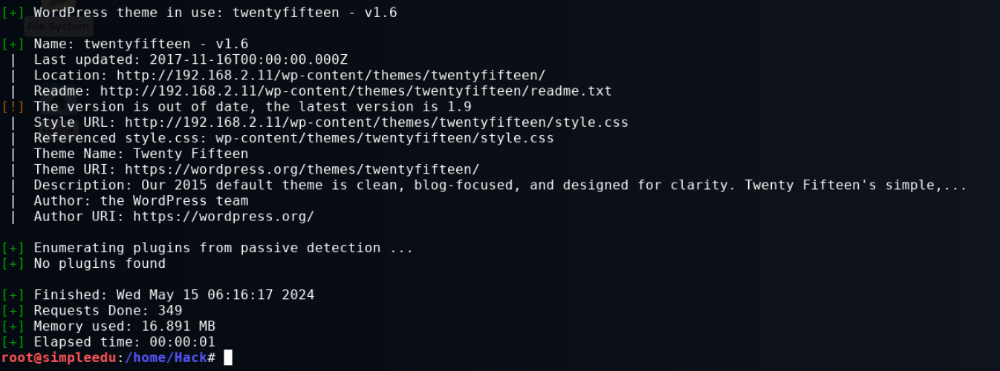 [+] WordPress theme in use: twentyfifteen - v1.6
File System
[+] Name: twentyfifteen - v1.6
| Last updated: 2017-11-16T00:00:00.000Z
| Location: http://192.168.2.11/wp-content/themes/twentyfifteen/
| Readme: http://192.168.2.11/wp-content/themes/twentyfifteen/readme.txt
[!] The version is out of date, the latest version is 1.9
| Style URL: http://192.168.2.11/wp-content/themes/twentyfifteen/style.css
| Referenced style.css: wp-content/themes/twentyfifteen/style.css
| Theme Name: Twenty Fifteen
| Theme URI: https://wordpress.org/themes/twentyfifteen/
| Description: Our 2015 default theme is clean, blog-focused, and designed for clarity. Twenty Fifteen's simple,...
| Author: the WordPress team
| Author URI: https://wordpress.org/
[+] Enumerating plugins from passive detection ...
[+] No plugins found
[+] Finished: Wed May 15 06:16:17 2024
[+] Requests Done: 349
[+] Memory used: 16.891 MB
[+] Elapsed time: 00:00:01
root@simpleedu:/home/Hack#